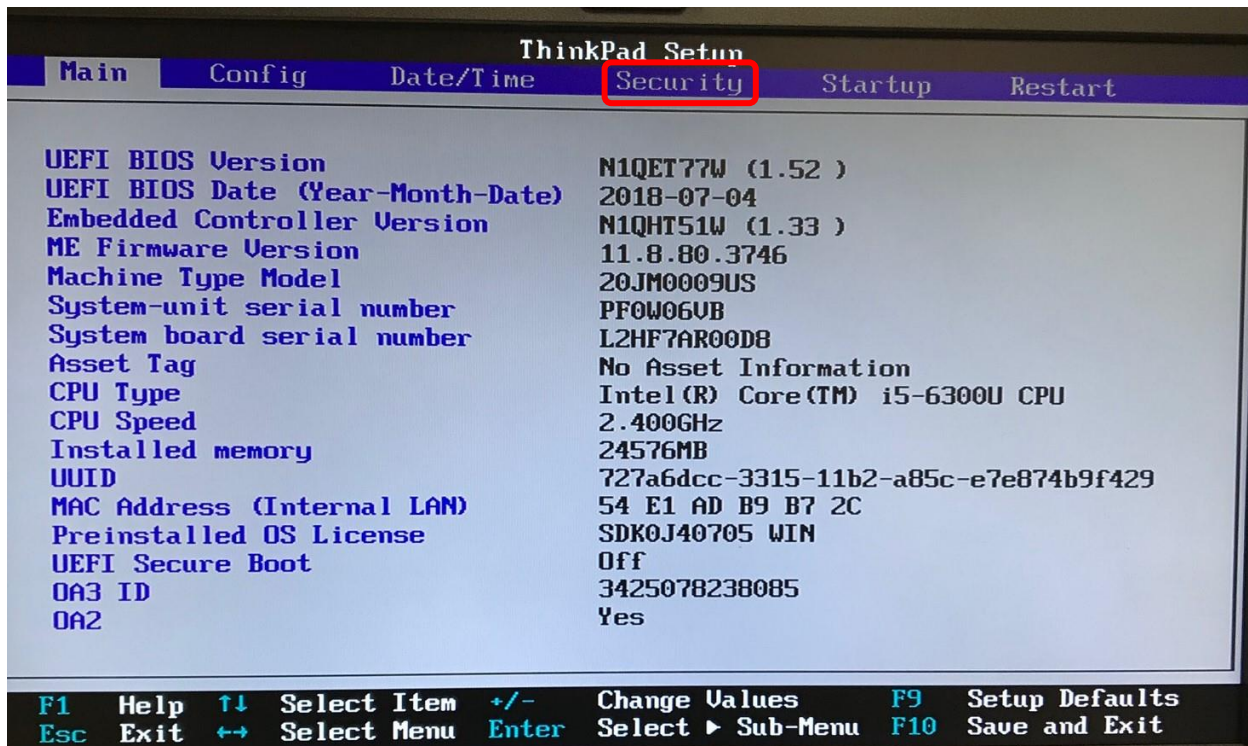 ThinkPad Setup
Main Config Date/Time Security Startup Restart
UEFI BIOS Version N1QET77W (1.52 )
UEFI BIOS Date (Year-Month-Date) 2018-07-04
Embedded Controller Version N1QHT51W (1.33 )
ME Firmware Version 11.8.80.3746
Machine Type Model 20JM0009US
System-unit serial number PF0W06VB
System board serial number L2HF7AR00D8
Asset Tag No Asset Information
CPU Type Intel(R) Core(TM) i5-6300U CPU
CPU Speed 2.400GHz
Installed memory 24576MB
UUID 727a6dcc-3315-11b2-a85c-e7e874b9f429
MAC Address (Internal LAN) 54 E1 AD B9 B7 2C
Preinstalled OS License SDK0J40705 WIN
UEFI Secure Boot Off
OA3 ID 3425078238085
OA2 Yes
F1 Help ↑↓ Select Item +/- Change Values F9 Setup Defaults
Esc Exit ←→ Select Menu Enter Select ▶ Sub-Menu F10 Save and Exit